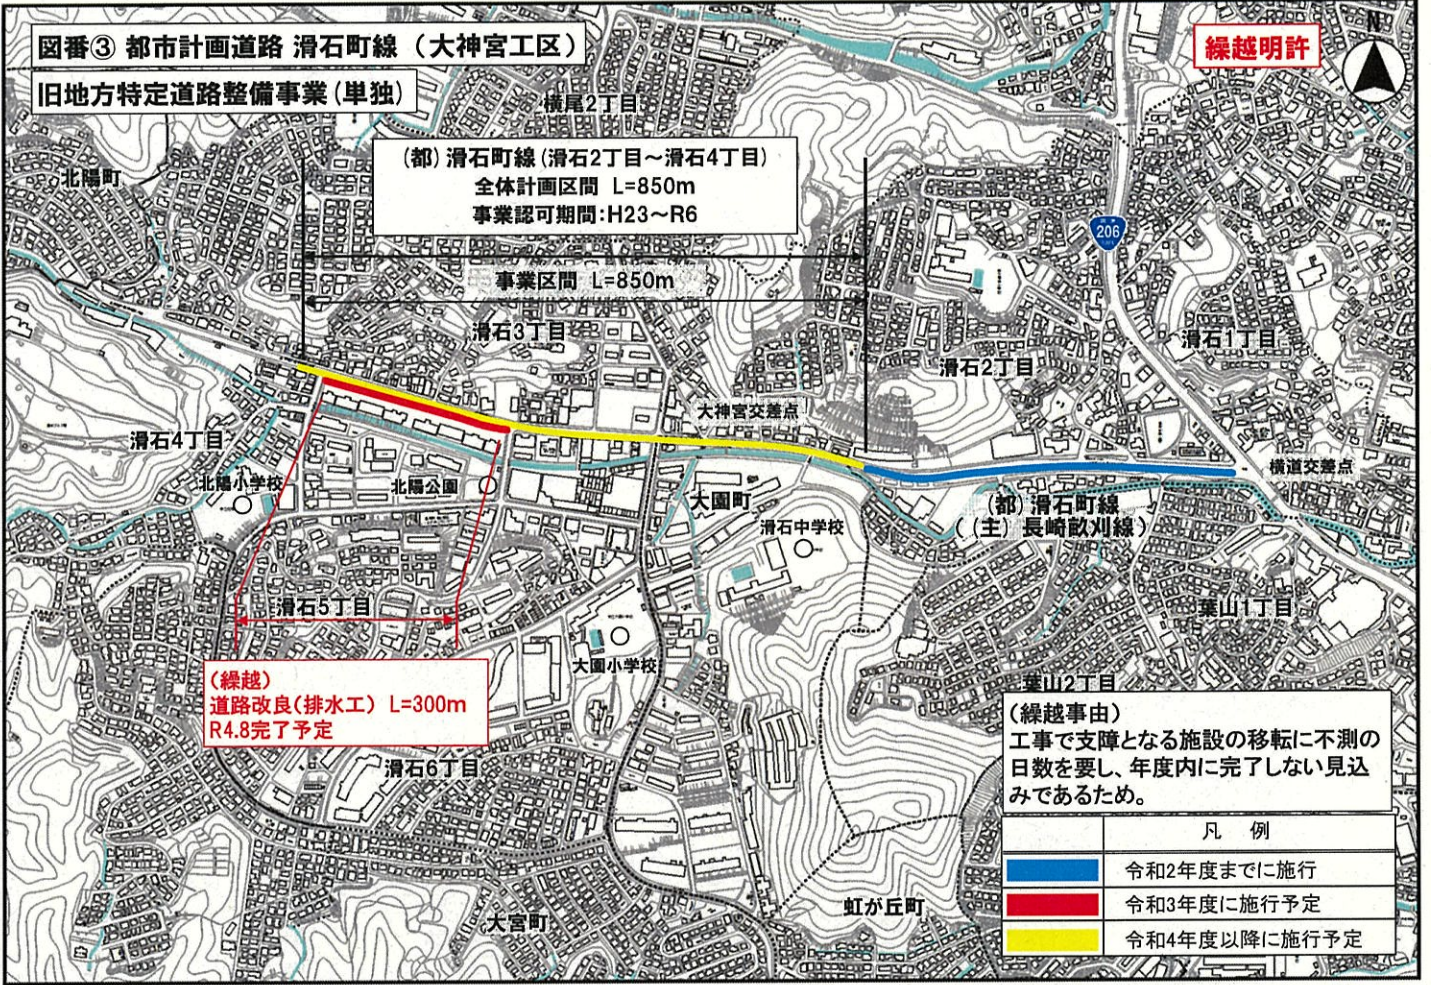 図番③ 都市計画道路 滑石町線 (大神宮工区)
旧地方特定道路整備事業(単独)
繰越明許
N
横尾2丁目
北陽町
(都)滑石町線(滑石2丁目～滑石4丁目)
全体計画区間 L=850m
事業認可期間:H23～R6
206
事業区間 L=850m
滑石3丁目
滑石1丁目
滑石2丁目
大神宮交差点
滑石4丁目
横道交差点
北陽小学校
北陽公園
大園町
(都)滑石町線
((主)長崎畝刈線)
滑石中学校
滑石5丁目
葉山1丁目
大園小学校
(繰越)
道路改良(排水工) L=300m
R4.8完了予定
葉山2丁目
(繰越事由)
工事で支障となる施設の移転に不測の
日数を要し、年度内に完了しない見込
みであるため。
滑石6丁目
凡 例
令和2年度までに施行
令和3年度に施行予定
令和4年度以降に施行予定
大宮町
虹が丘町